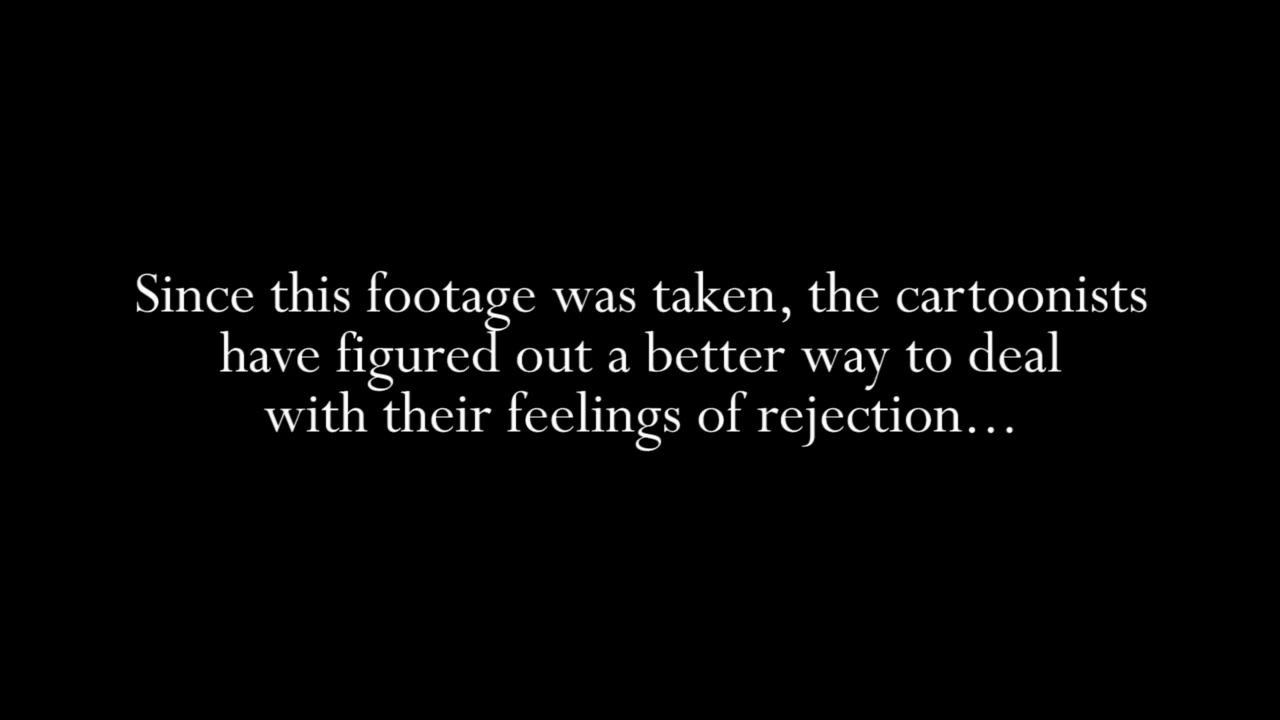 Since this footage was taken, the cartoonists
have figured out a better way to deal
with their feelings of rejection...